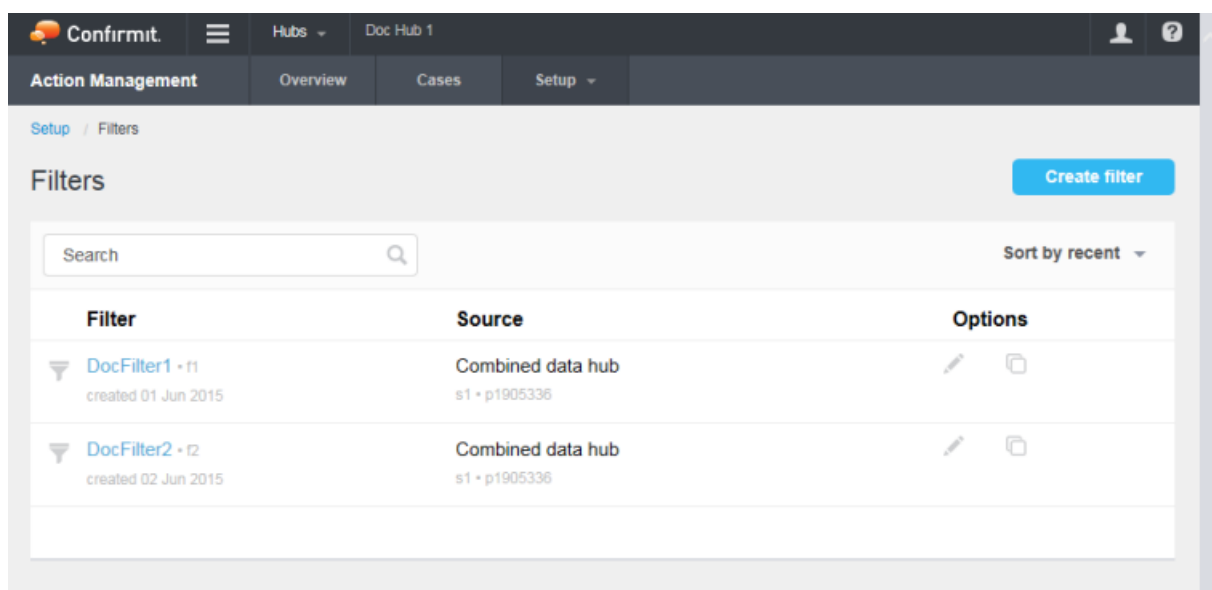 Confirmit. Hubs Doc Hub 1
Action Management Overview Cases Setup
Setup / Filters
Filters Create filter
Search Sort by recent
Filter Source Options
DocFilter1 • f1 Combined data hub
created 01 Jun 2015 s1 • p1905336
DocFilter2 • f2 Combined data hub
created 02 Jun 2015 s1 • p1905336